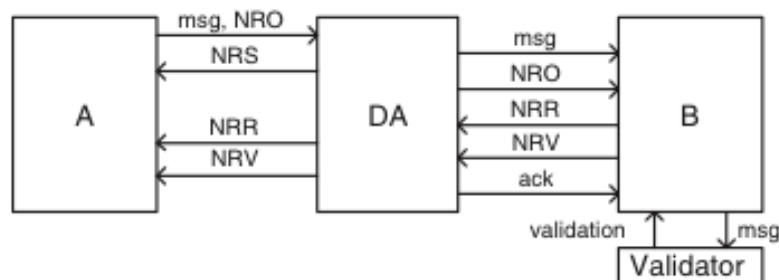 msg, NRO
NRS
A
NRR
NRV
DA
msg
NRO
NRR
NRV
ack
B
validation
msg
Validator